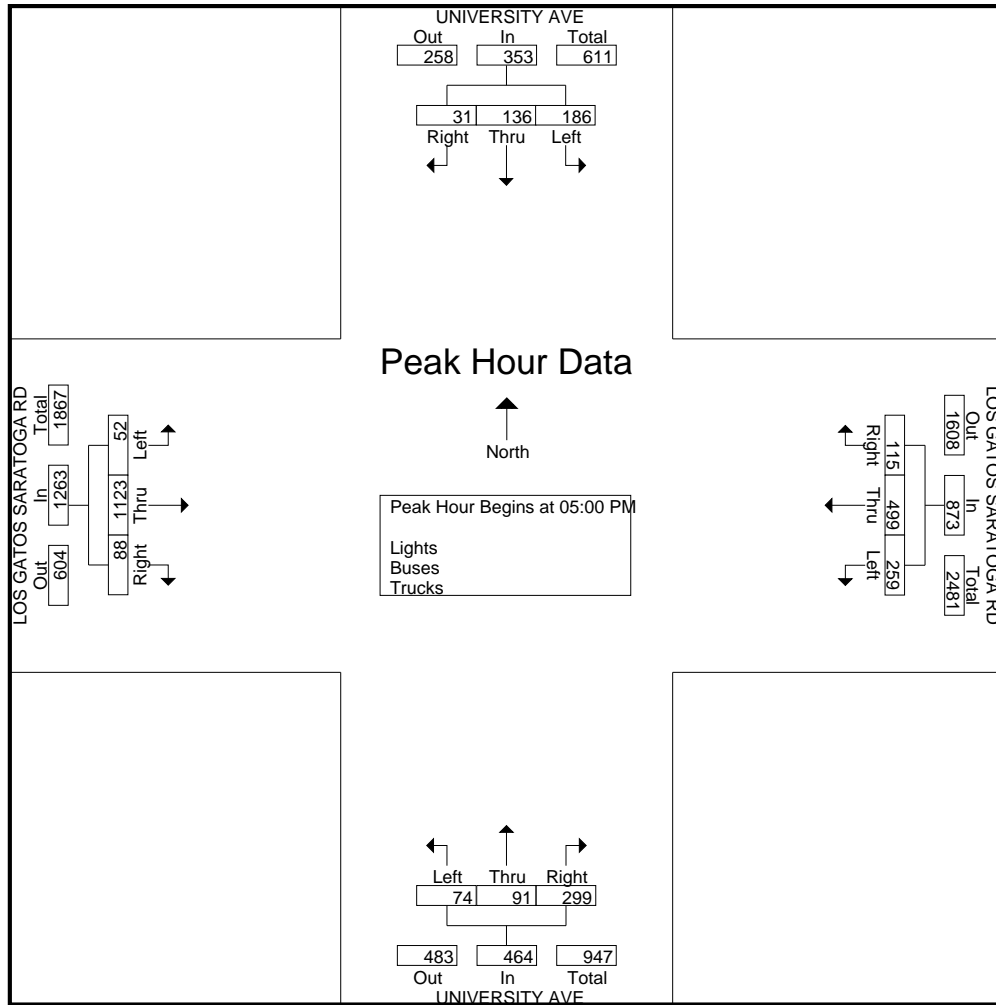 UNIVERSITY AVE
Out In Total
258 353 611
31 136 186
Right Thru Left
Peak Hour Data
North
Peak Hour Begins at 05:00 PM
Lights
Buses
Trucks
LOS GATOS SARATOGA RD
Total In Out
1867 1263 604
52 1123 88
Left Thru Right
LOS GATOS SARATOGA RD
Out In Total
1608 873 2481
115 499 259
Right Thru Left
Left Thru Right
74 91 299
483 464 947
Out In Total
UNIVERSITY AVE